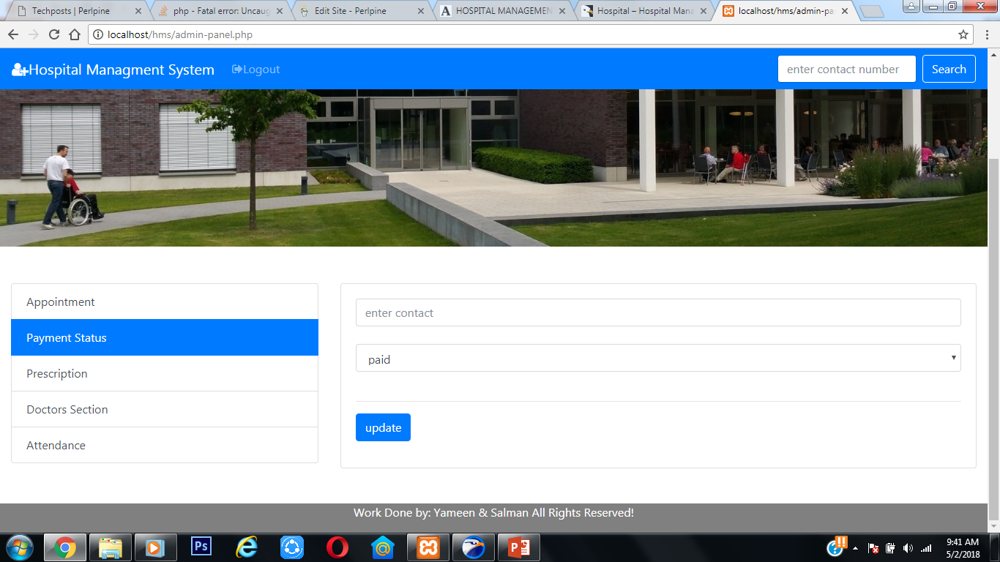 Techposts | Perlpine
php - Fatal error: Uncaug
Edit Site - Perlpine
HOSPITAL MANAGEMEN
Hospital – Hospital Mana
localhost/hms/admin-pa
localhost/hms/admin-panel.php
Hospital Managment System
Logout
enter contact number
Search
Appointment
Payment Status
Prescription
Doctors Section
Attendance
enter contact
paid
update
Work Done by: Yameen & Salman All Rights Reserved!
Ps
9:41 AM
5/2/2018